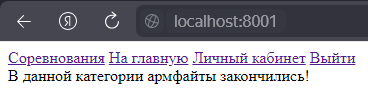 localhost:8001
Соревнования На главную Личный кабинет Выйти
В данной категории армфайты закончились!